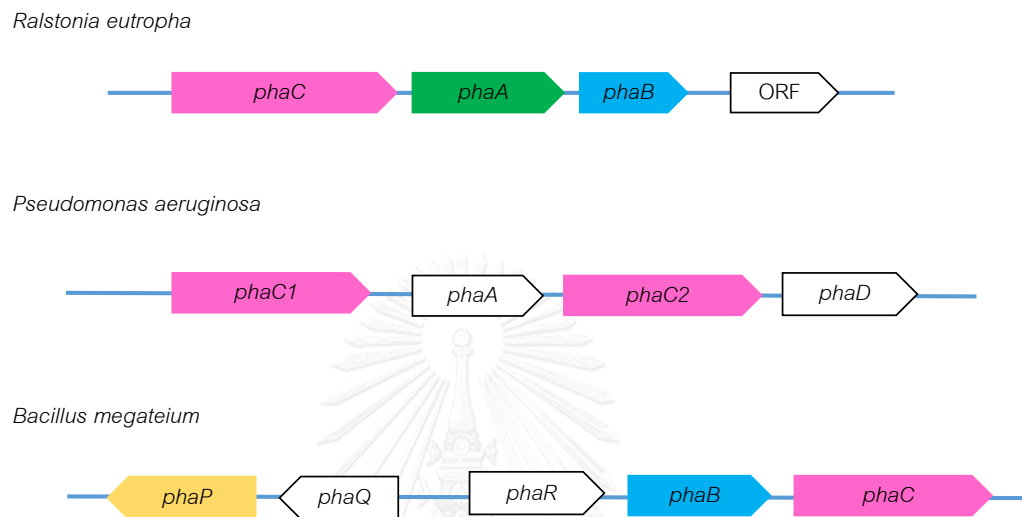 Ralstonia eutropha
phaC phaA phaB ORF
Pseudomonas aeruginosa
phaC1 phaA phaC2 phaD
Bacillus megateium
phaP phaQ phaR phaB phaC